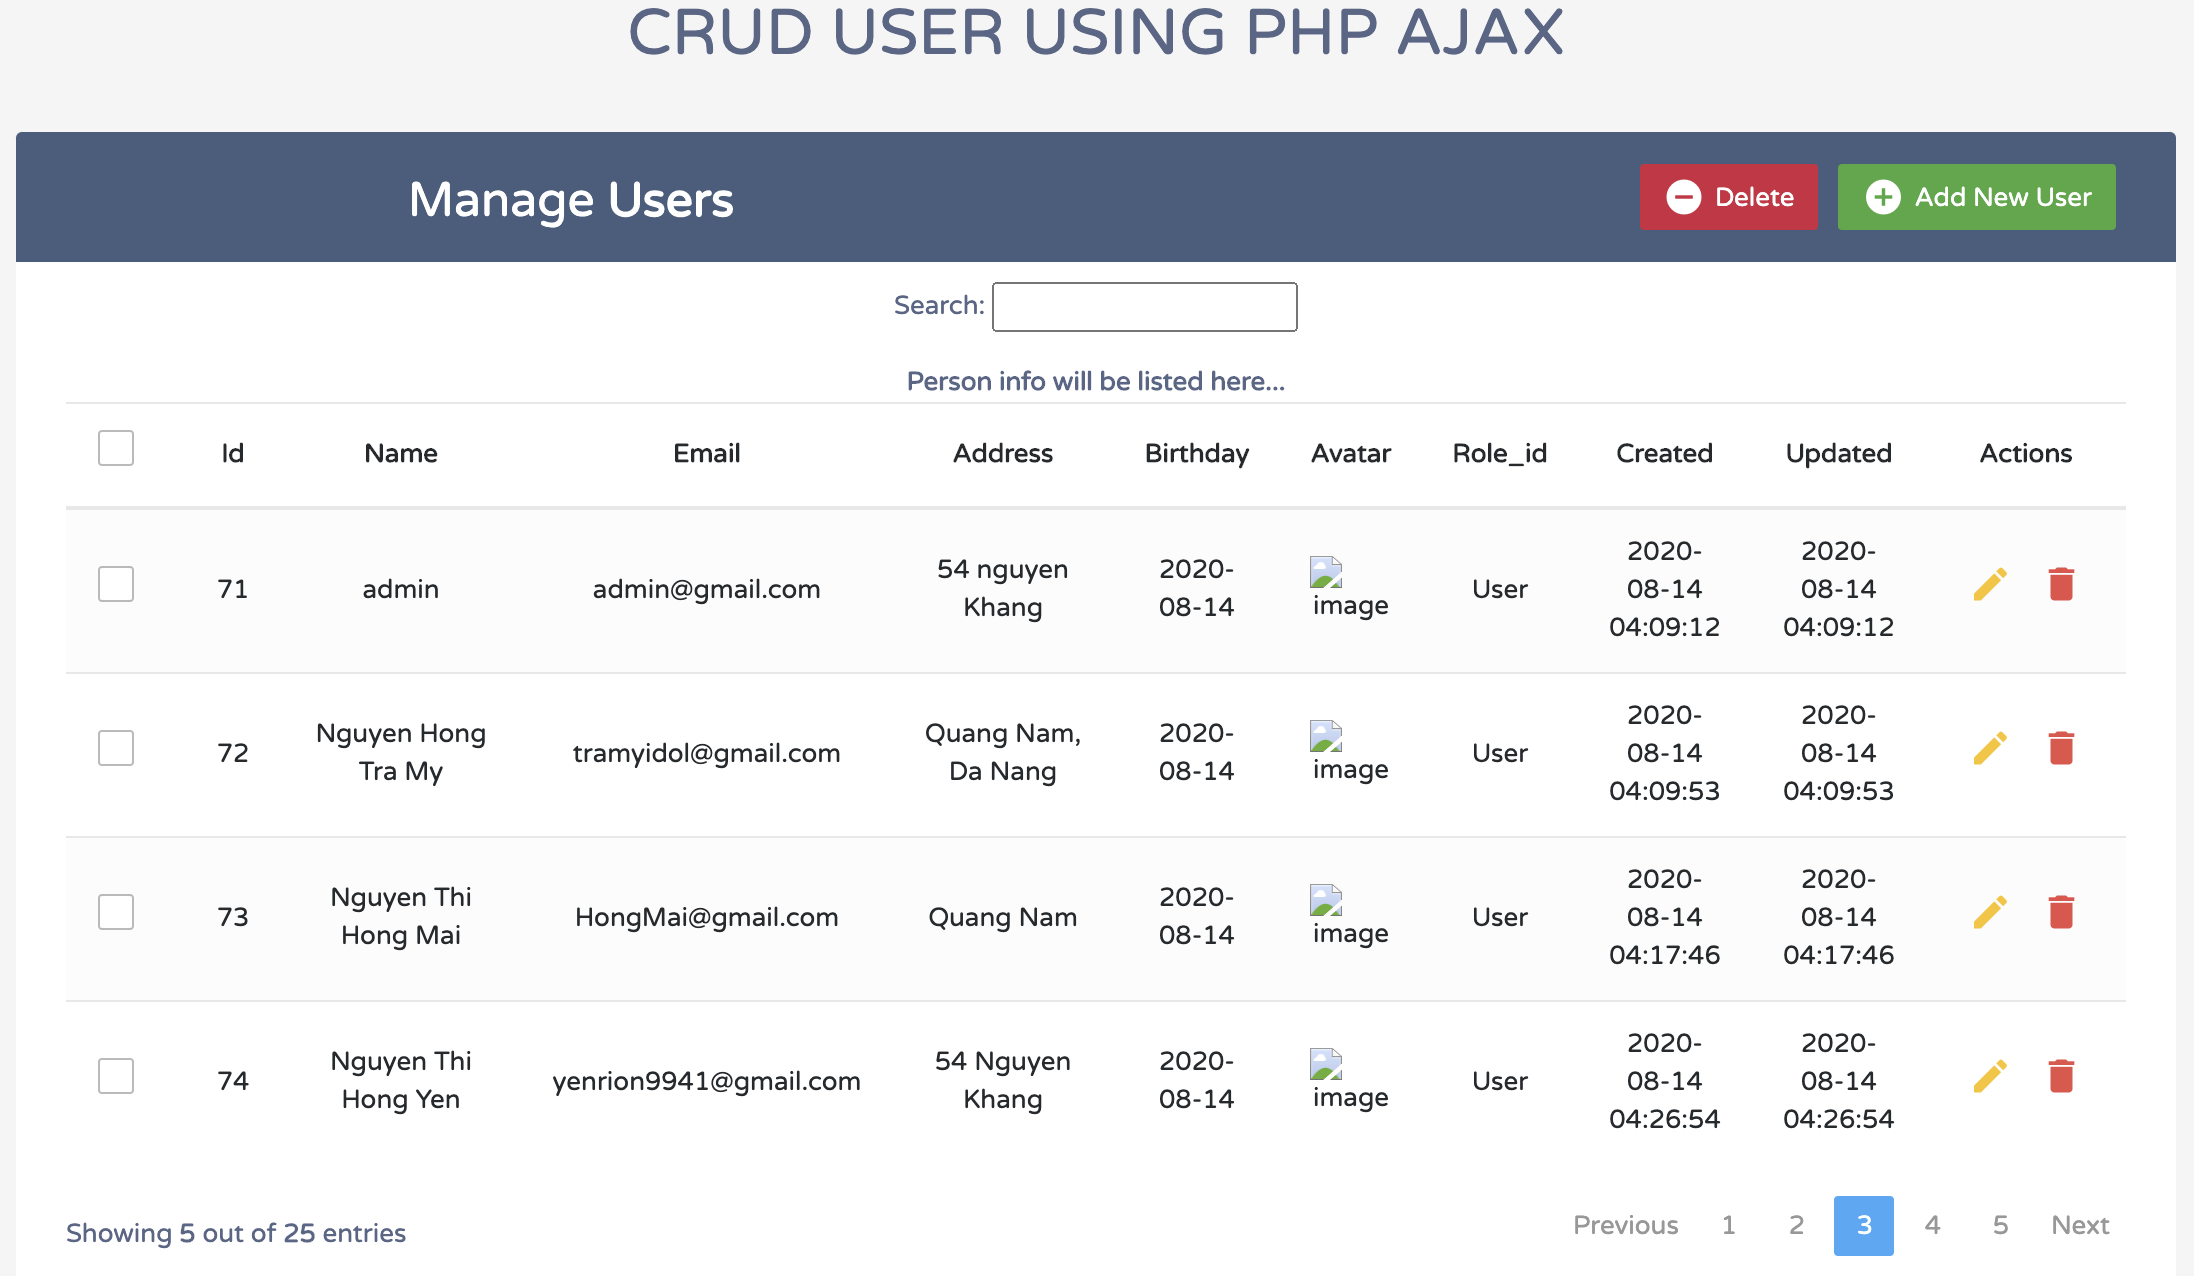 CRUD USER USING PHP AJAX
Manage Users
Delete
Add New User
Search:
Person info will be listed here...
Id Name Email Address Birthday Avatar Role_id Created Updated Actions
71 admin admin@gmail.com 54 nguyen Khang 2020-08-14 image User 2020-08-14 04:09:12 2020-08-14 04:09:12
72 Nguyen Hong Tra My tramyidol@gmail.com Quang Nam, Da Nang 2020-08-14 image User 2020-08-14 04:09:53 2020-08-14 04:09:53
73 Nguyen Thi Hong Mai HongMai@gmail.com Quang Nam 2020-08-14 image User 2020-08-14 04:17:46 2020-08-14 04:17:46
74 Nguyen Thi Hong Yen yenrion9941@gmail.com 54 Nguyen Khang 2020-08-14 image User 2020-08-14 04:26:54 2020-08-14 04:26:54
Showing 5 out of 25 entries
Previous 1 2 3 4 5 Next